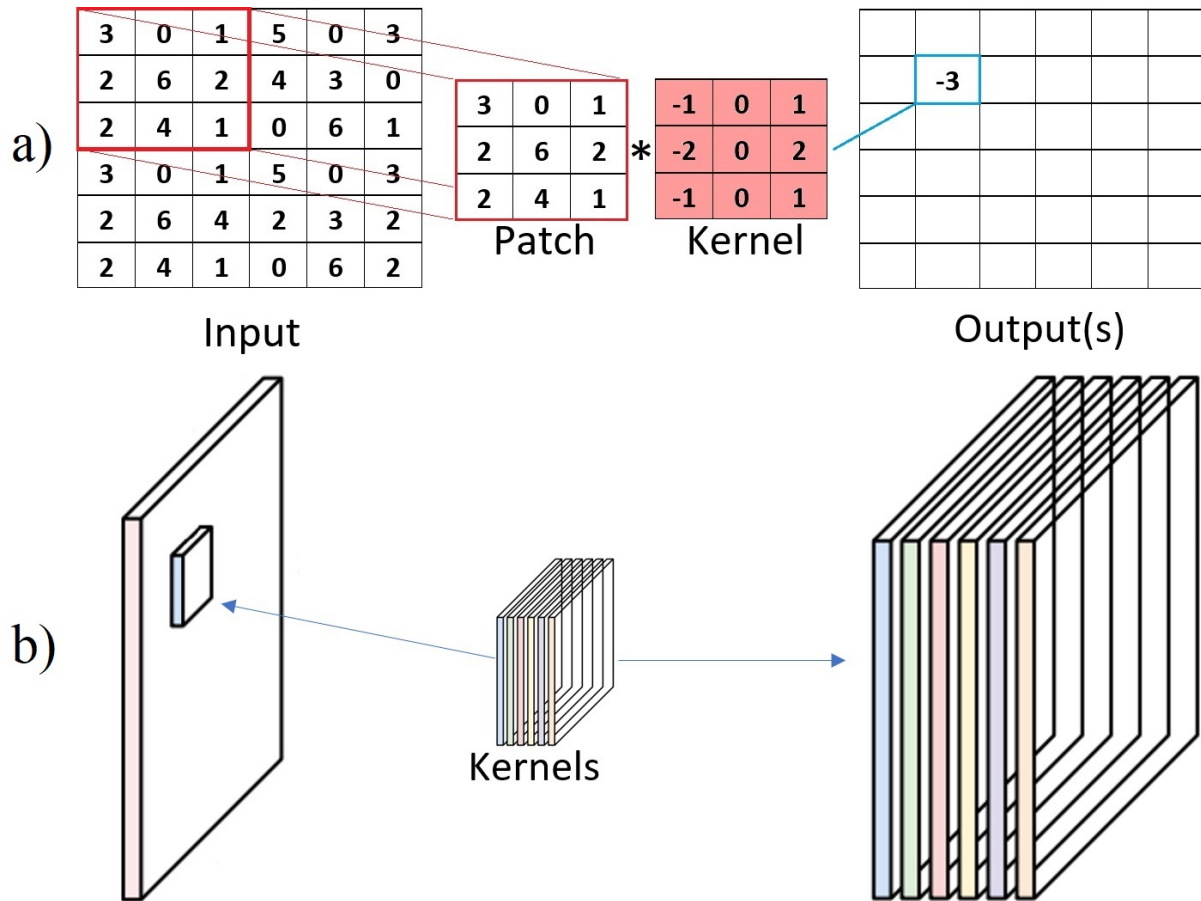 a)
3 0 1 5 0 3
2 6 2 4 3 0
2 4 1 0 6 1
3 0 1 5 0 3
2 6 4 2 3 2
2 4 1 0 6 2
Input
3 0 1
2 6 2
2 4 1
Patch
*
-1 0 1
-2 0 2
-1 0 1
Kernel
-3
Output(s)
b)
Kernels